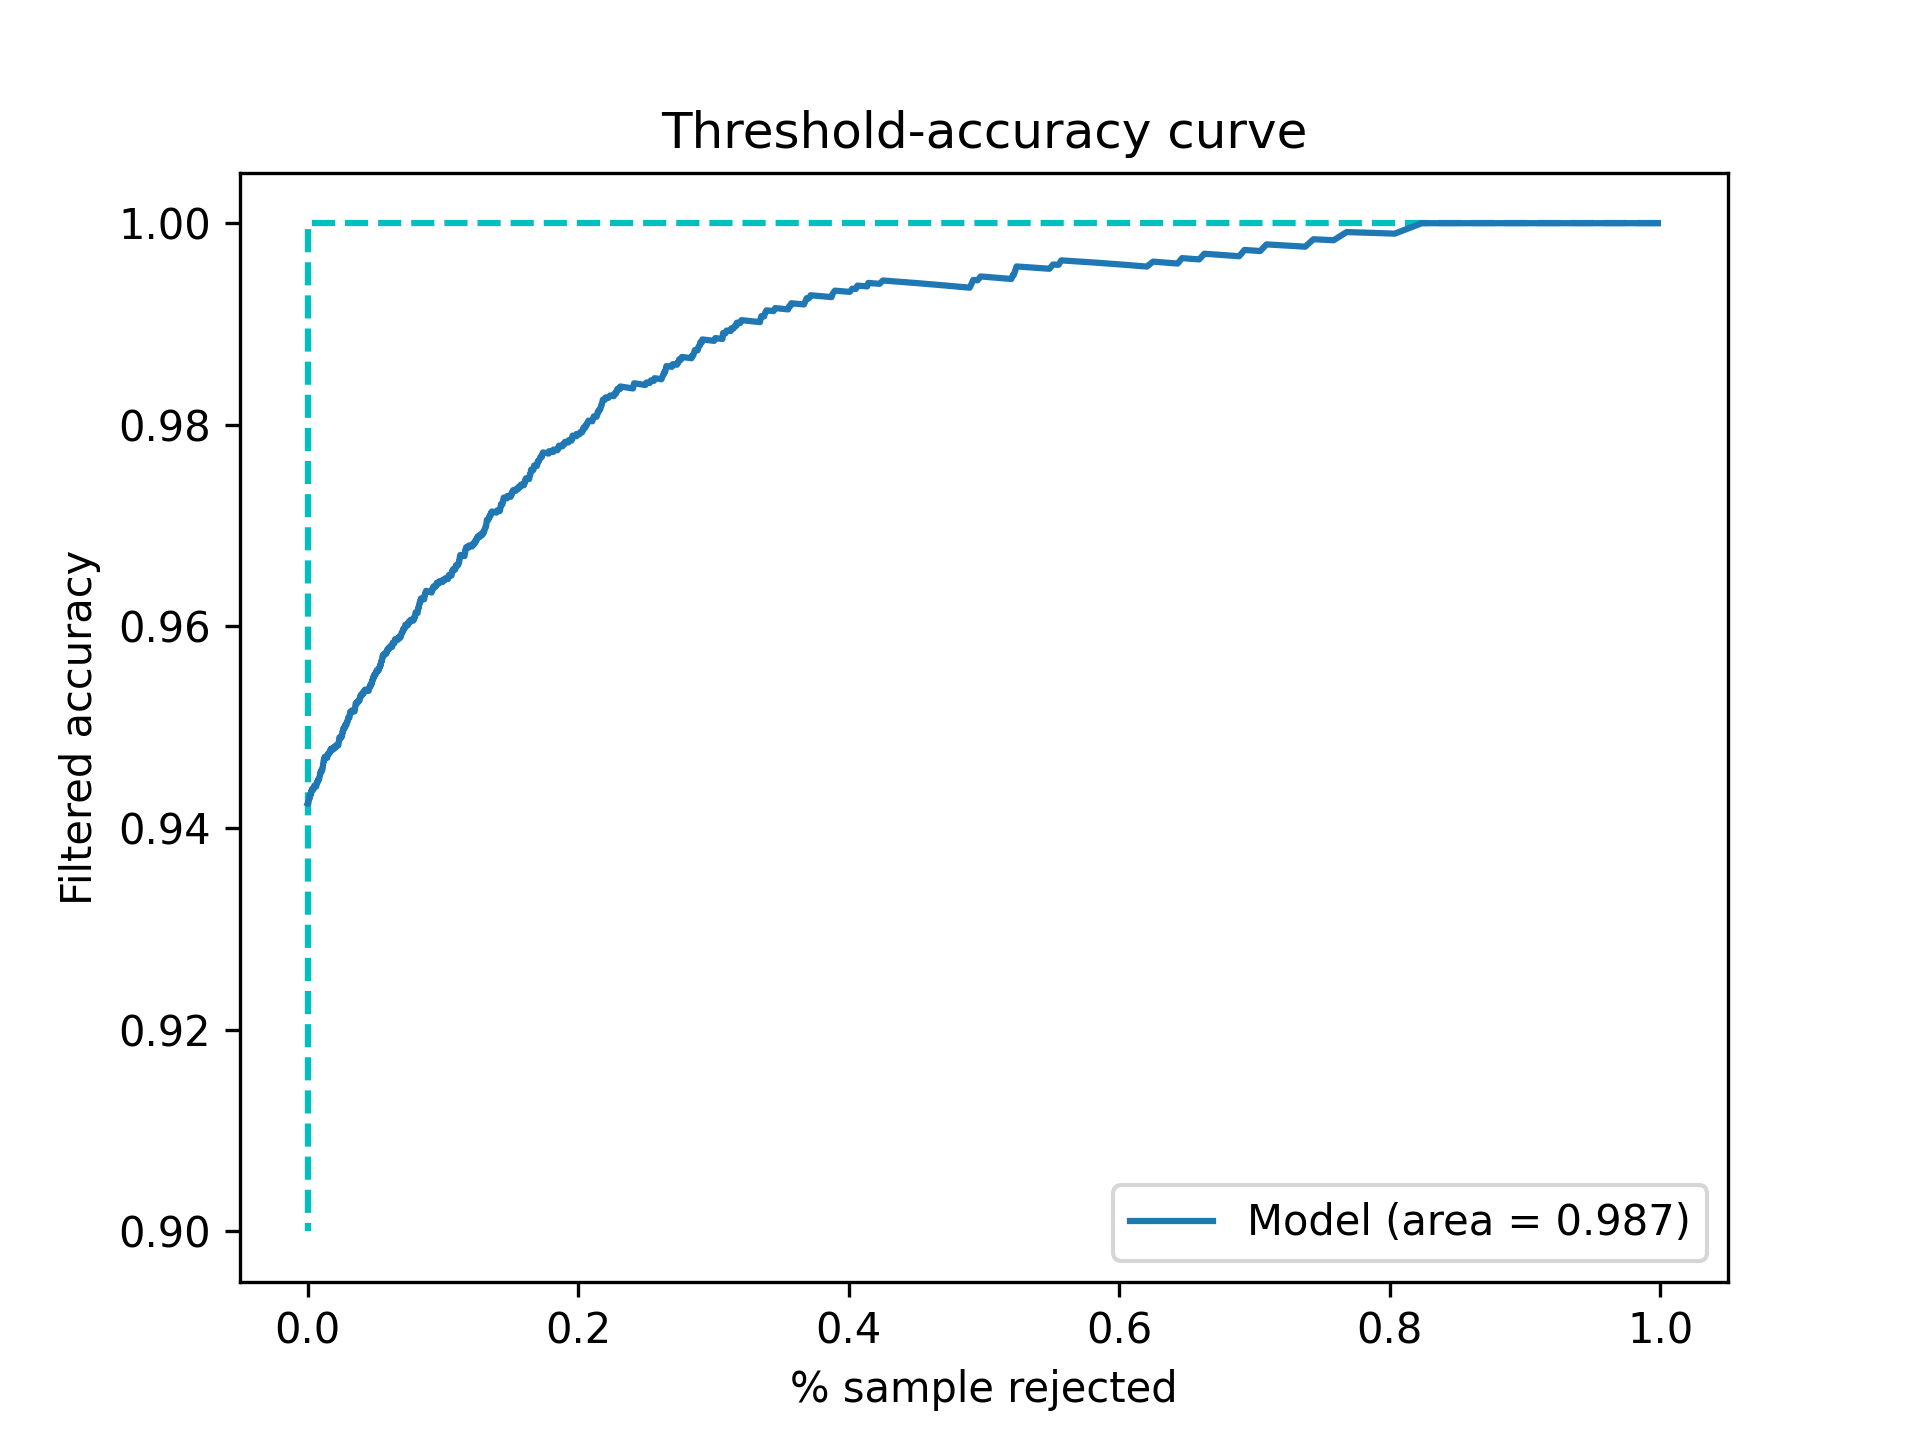 Threshold-accuracy curve
1.00
0.98
0.96
0.94
0.92
0.90
Filtered accuracy
Model (area = 0.987)
0.0 0.2 0.4 0.6 0.8 1.0
% sample rejected